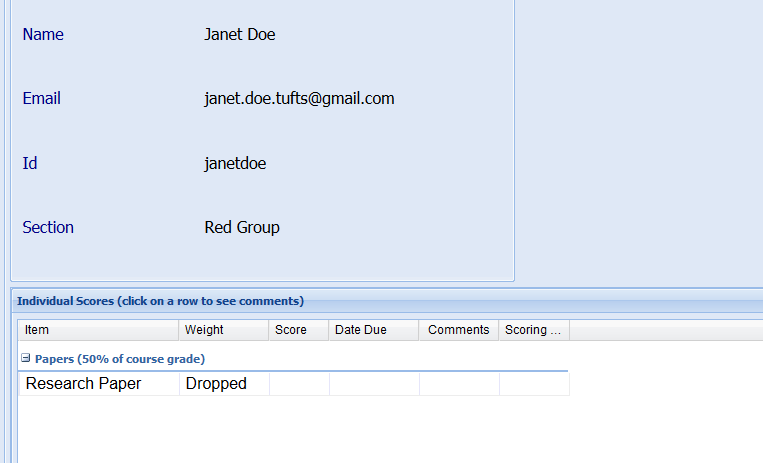 Name Janet Doe
Email janet.doe.tufts@gmail.com
Id janetdoe
Section Red Group
Individual Scores (click on a row to see comments)
Item Weight Score Date Due Comments Scoring ...
Papers (50% of course grade)
Research Paper Dropped